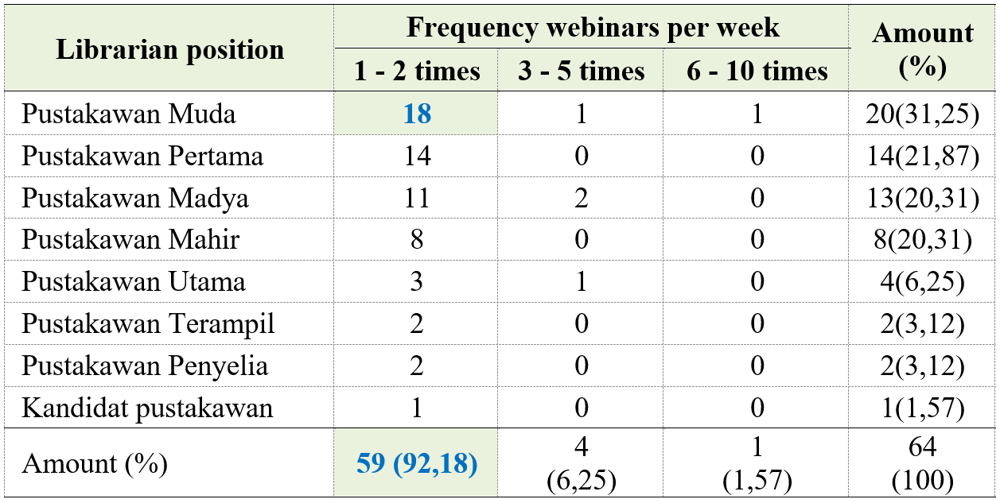 Librarian position Frequency webinars per week Amount (%)
1 - 2 times 3 - 5 times 6 - 10 times
Pustakawan Muda 18 1 1 20(31,25)
Pustakawan Pertama 14 0 0 14(21,87)
Pustakawan Madya 11 2 0 13(20,31)
Pustakawan Mahir 8 0 0 8(20,31)
Pustakawan Utama 3 1 0 4(6,25)
Pustakawan Terampil 2 0 0 2(3,12)
Pustakawan Penyelia 2 0 0 2(3,12)
Kandidat pustakawan 1 0 0 1(1,57)
Amount (%) 59 (92,18) 4 (6,25) 1 (1,57) 64 (100)